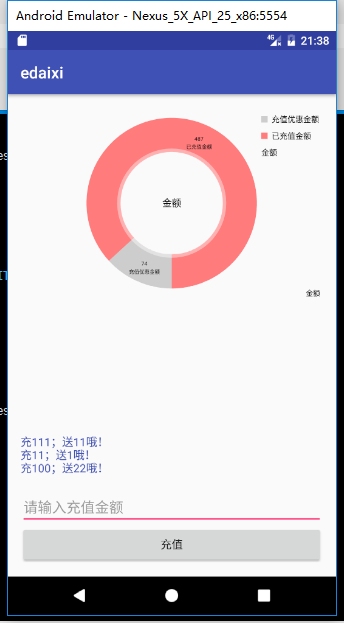 Android Emulator - Nexus_5X_API_25_x86:5554
4G
21:38
edaixi
充值优惠金额
已充值金额
金额
487
已充值金额
金额
74
充值优惠金额
金额
充111；送11哦！
充11；送1哦！
充100；送22哦！
请输入充值金额
充值